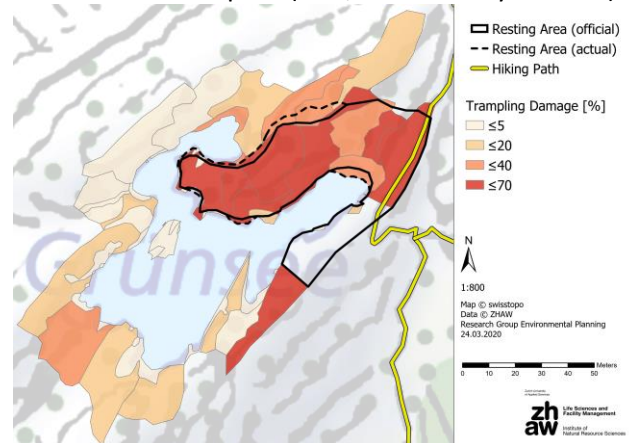 Resting Area (official)
Resting Area (actual)
Hiking Path
Trampling Damage [%]
≤5
≤20
≤40
≤70
Grünsee
N
1:800
Map © swisstopo
Data © ZHAW
Research Group Environmental Planning
24.03.2020
Meters
0 10 20 30 40 50
zh
aw
Life Sciences and
Facility Management
Institute of
Natural Resource Sciences